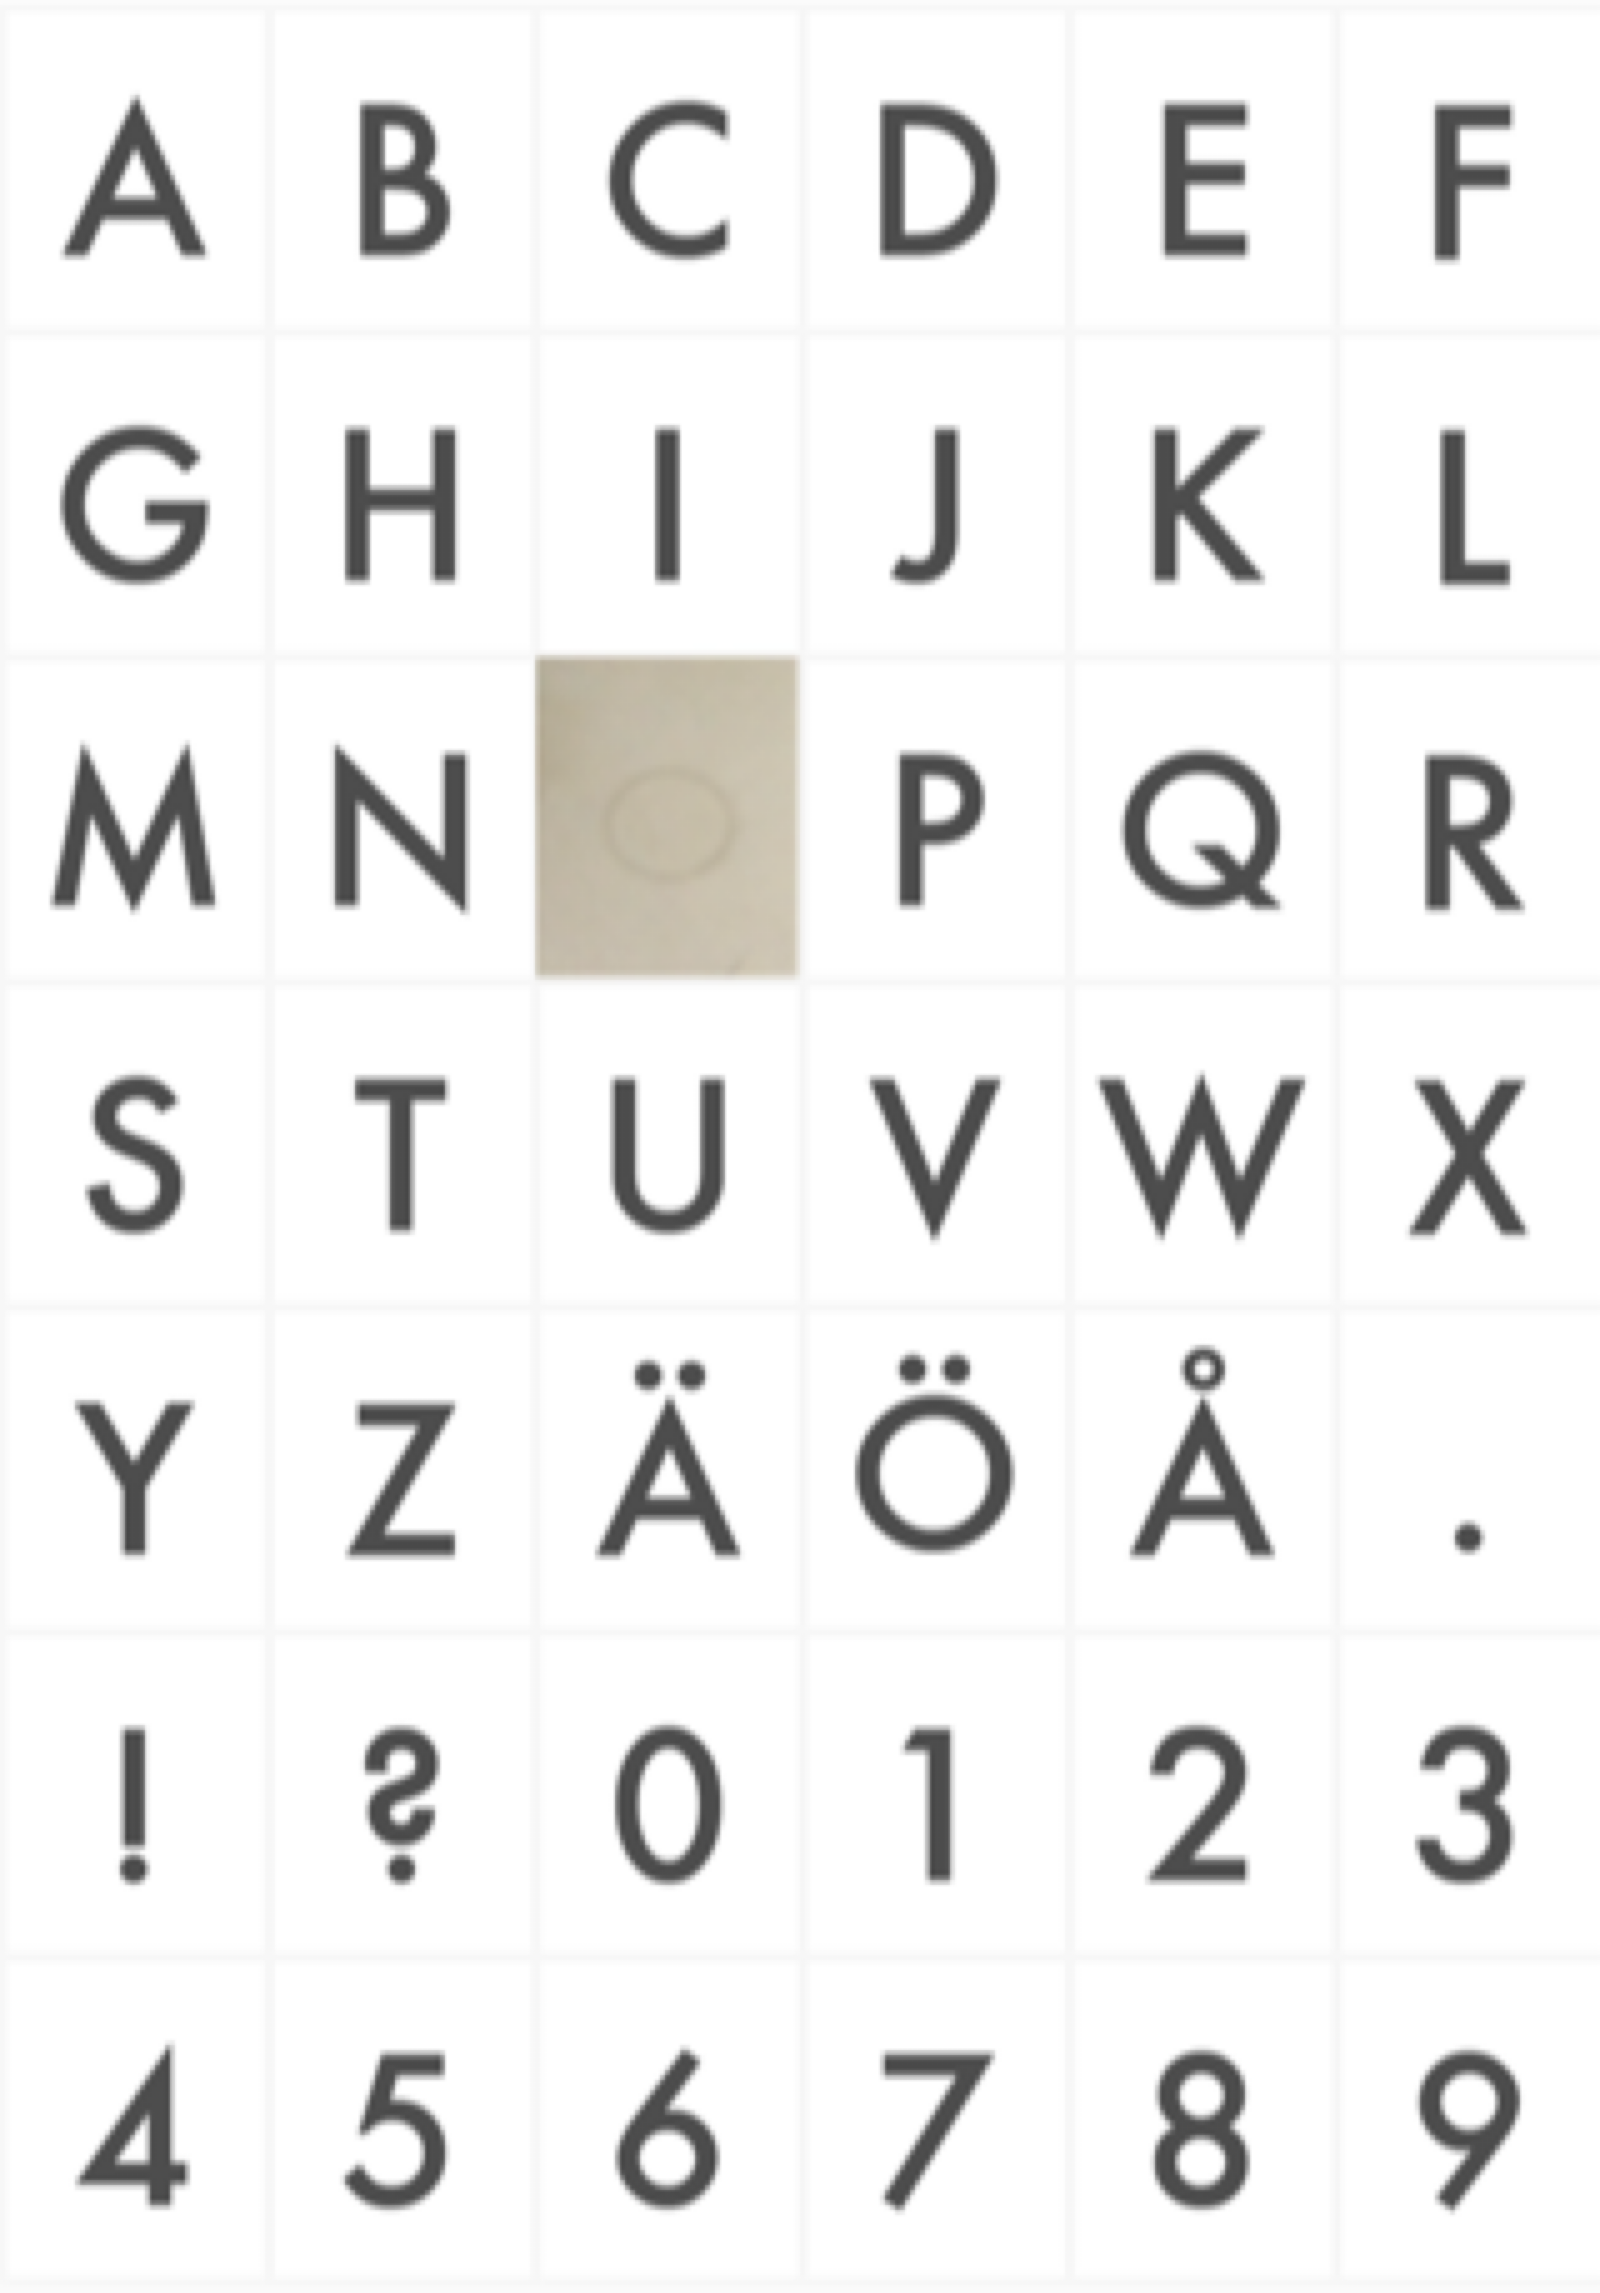 A B C D E F
G H I J K L
M N O P Q R
S T U V W X
Y Z Ä Ö Å .
! ? 0 1 2 3
4 5 6 7 8 9